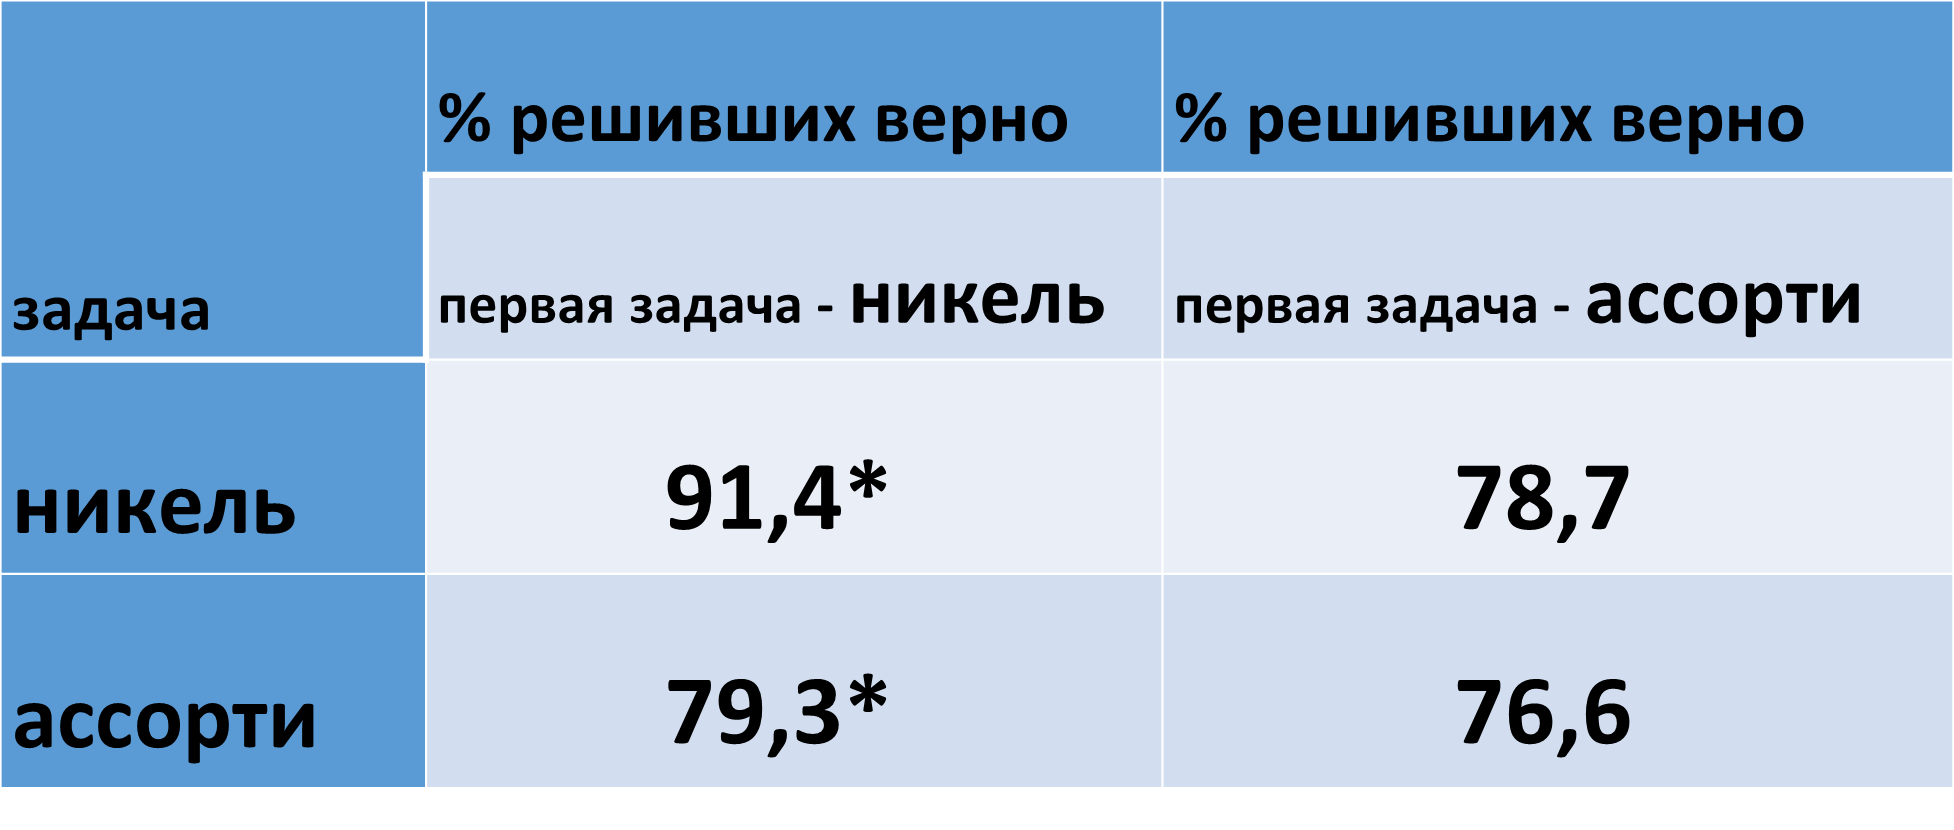 % решивших верно % решивших верно
задача первая задача - никель первая задача - ассорти
никель 91,4* 78,7
ассорти 79,3* 76,6